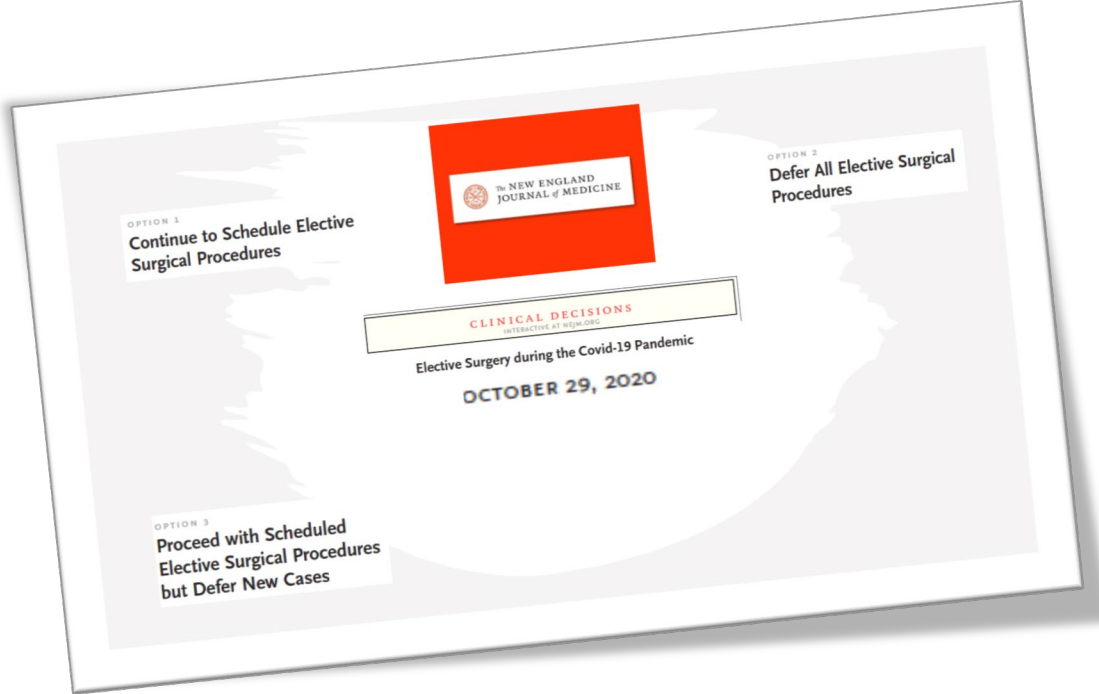 OPTION 1
Continue to Schedule Elective
Surgical Procedures
The NEW ENGLAND
JOURNAL of MEDICINE
OPTION 2
Defer All Elective Surgical
Procedures
CLINICAL DECISIONS
INTERACTIVE AT NEJM.ORG
Elective Surgery during the Covid-19 Pandemic
OCTOBER 29, 2020
OPTION 3
Proceed with Scheduled
Elective Surgical Procedures
but Defer New Cases